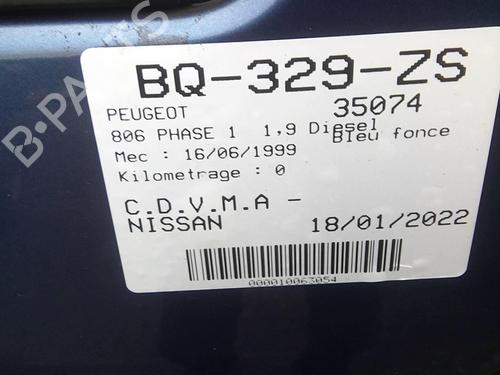 BQ-329-ZS
PEUGEOT 35074
806 PHASE 1 1,9 Diesel
Bleu fonce
Mec : 16/06/1999
Kilometrage : 0
C.D.V.M.A -
NISSAN 18/01/2022
000010063054
B-PARTS